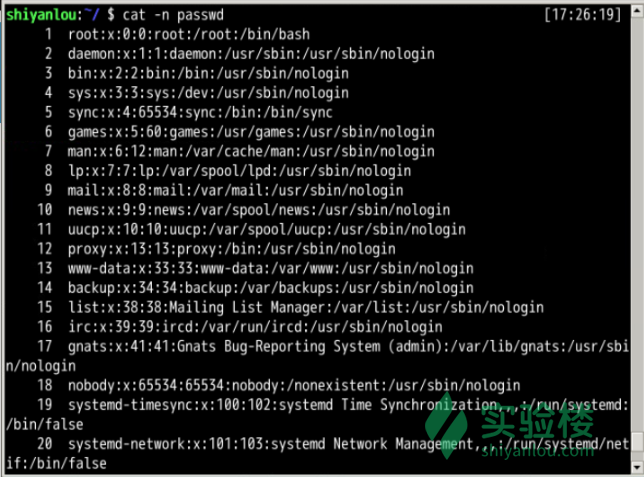 shiyanlou:~/ $ cat -n passwd [17:26:19]
1 root:x:0:0:root:/root:/bin/bash
2 daemon:x:1:1:daemon:/usr/sbin:/usr/sbin/nologin
3 bin:x:2:2:bin:/bin:/usr/sbin/nologin
4 sys:x:3:3:sys:/dev:/usr/sbin/nologin
5 sync:x:4:65534:sync:/bin:/bin/sync
6 games:x:5:60:games:/usr/games:/usr/sbin/nologin
7 man:x:6:12:man:/var/cache/man:/usr/sbin/nologin
8 lp:x:7:7:lp:/var/spool/lpd:/usr/sbin/nologin
9 mail:x:8:8:mail:/var/mail:/usr/sbin/nologin
10 news:x:9:9:news:/var/spool/news:/usr/sbin/nologin
11 uucp:x:10:10:uucp:/var/spool/uucp:/usr/sbin/nologin
12 proxy:x:13:13:proxy:/bin:/usr/sbin/nologin
13 www-data:x:33:33:www-data:/var/www:/usr/sbin/nologin
14 backup:x:34:34:backup:/var/backups:/usr/sbin/nologin
15 list:x:38:38:Mailing List Manager:/var/list:/usr/sbin/nologin
16 irc:x:39:39:ircd:/var/run/ircd:/usr/sbin/nologin
17 gnats:x:41:41:Gnats Bug-Reporting System (admin):/var/lib/gnats:/usr/sbi
n/nologin
18 nobody:x:65534:65534:nobody:/nonexistent:/usr/sbin/nologin
19 systemd-timesync:x:100:102:systemd Time Synchronization,,,:/run/systemd:
/bin/false
20 systemd-network:x:101:103:systemd Network Management,,,:/run/systemd/net
if:/bin/false
实验楼
shiyanlou.com